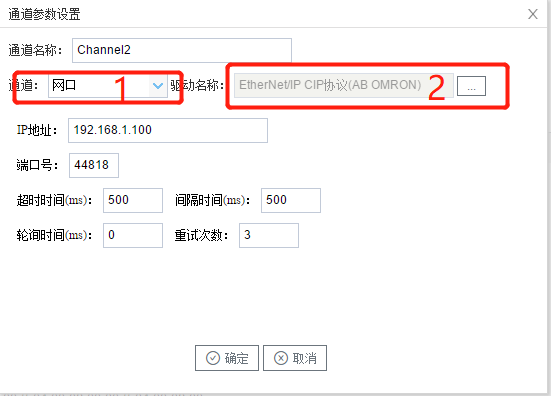 通道参数设置 X
通道名称： Channel2
通道： 网口 1 驱动名称： EtherNet/IP CIP协议(AB OMRON) 2 ...
IP地址： 192.168.1.100
端口号： 44818
超时时间(ms)： 500 间隔时间(ms)： 500
轮询时间(ms)： 0 重试次数： 3
确定 取消